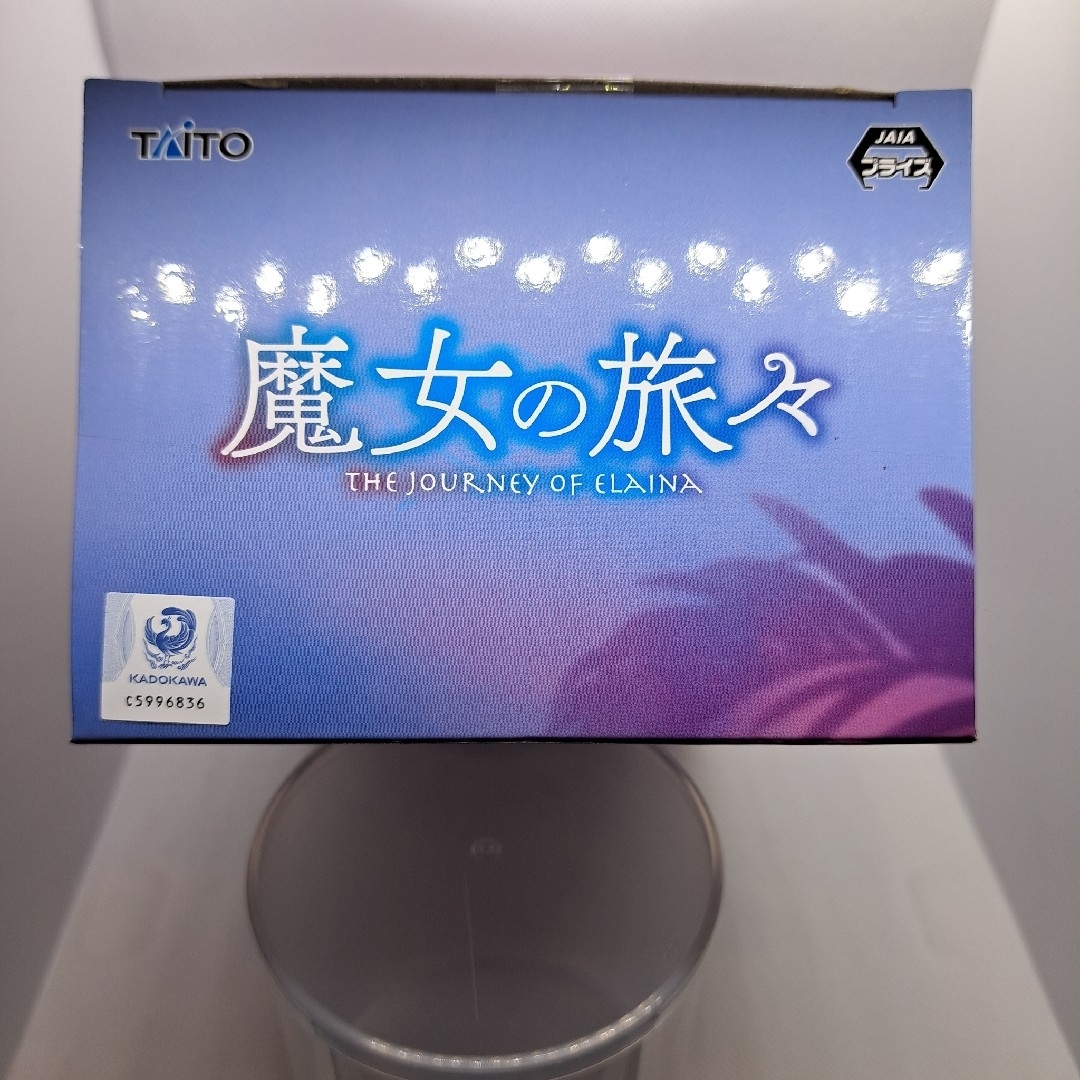 TAITO
JAIA
プライズ
魔女の旅々
THE JOURNEY OF ELAINA
KADOKAWA
C5996836